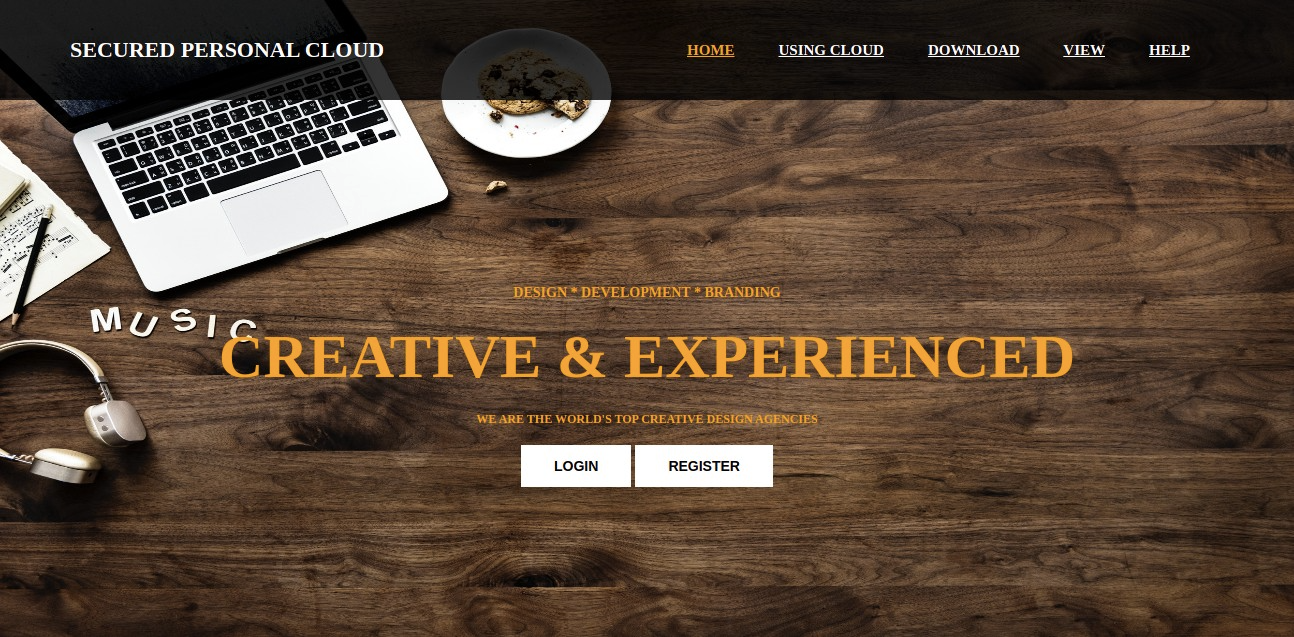 SECURED PERSONAL CLOUD
HOME USING CLOUD DOWNLOAD VIEW HELP
DESIGN * DEVELOPMENT * BRANDING
MUSIC
CREATIVE & EXPERIENCED
WE ARE THE WORLD'S TOP CREATIVE DESIGN AGENCIES
LOGIN REGISTER